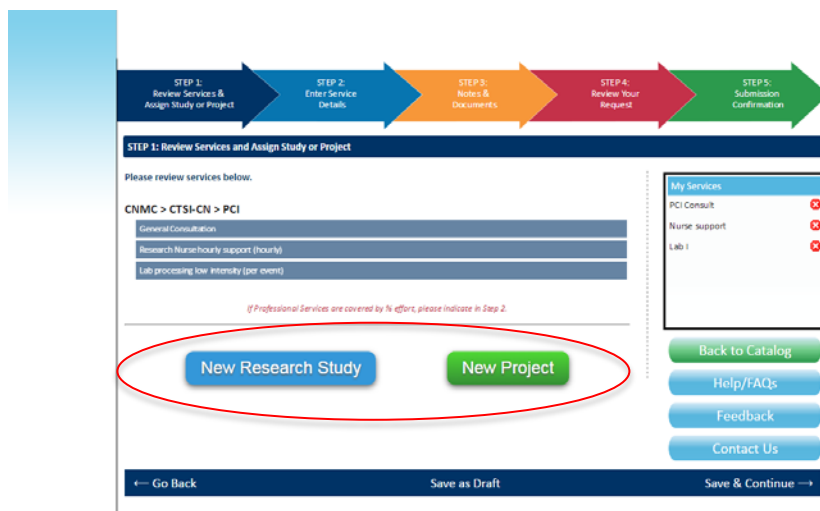 STEP 1:
Review Services &
Assign Study or Project
STEP 2:
Enter Service
Details
STEP 3:
Notes &
Documents
STEP 4:
Review Your
Request
STEP 5:
Submission
Confirmation
STEP 1: Review Services and Assign Study or Project
Please review services below.
CNMC > CTSI-CN > PCI
General Consultation
Research Nurse hourly support (hourly)
Lab processing low intensity (per event)
If Professional Services are covered by % effort, please indicate in Step 2.
New Research Study
New Project
My Services
PCI Consult
Nurse support
Lab I
Back to Catalog
Help/FAQs
Feedback
Contact Us
← Go Back
Save as Draft
Save & Continue →